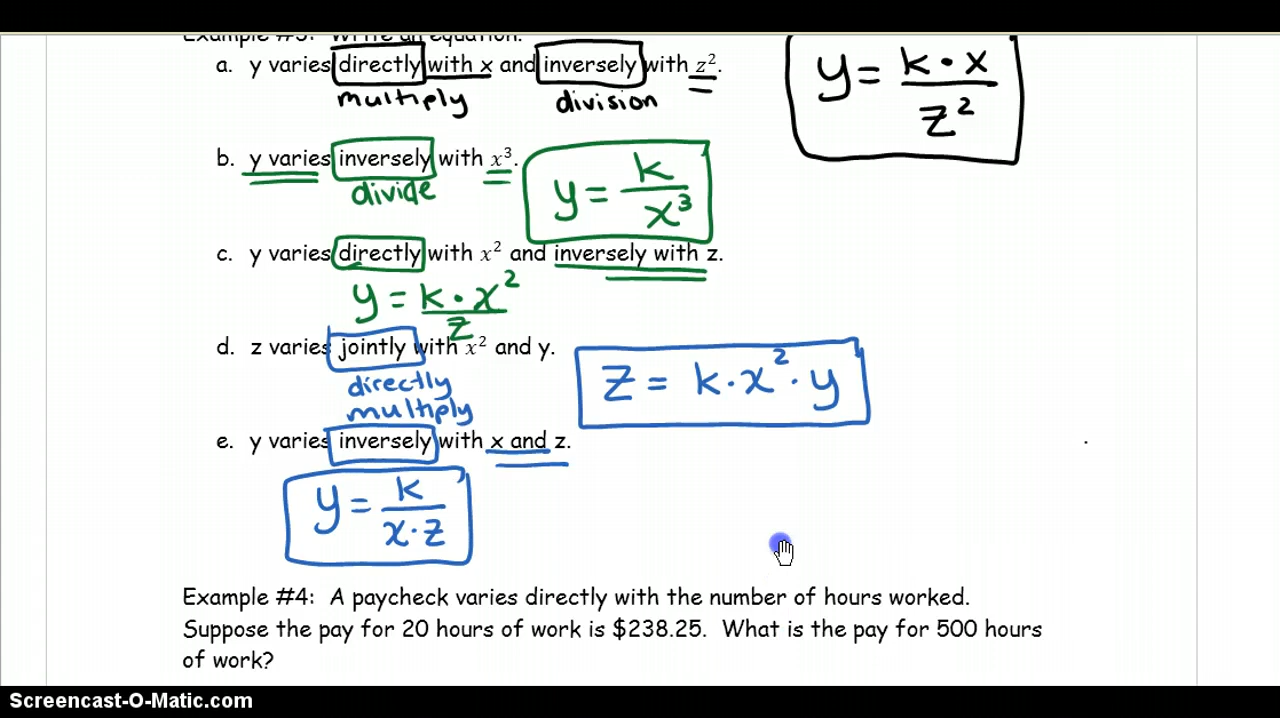 Example #3: Write an equation.
a. y varies directly with x and inversely with z².
multiply division
y = k · x / z²
b. y varies inversely with x³.
divide
y = k / x³
c. y varies directly with x² and inversely with z.
y = k · x² / z
d. z varies jointly with x² and y.
directly
multiply
z = k · x² · y
e. y varies inversely with x and z.
y = k / x · z
Example #4: A paycheck varies directly with the number of hours worked.
Suppose the pay for 20 hours of work is $238.25. What is the pay for 500 hours
of work?
Screencast-O-Matic.com